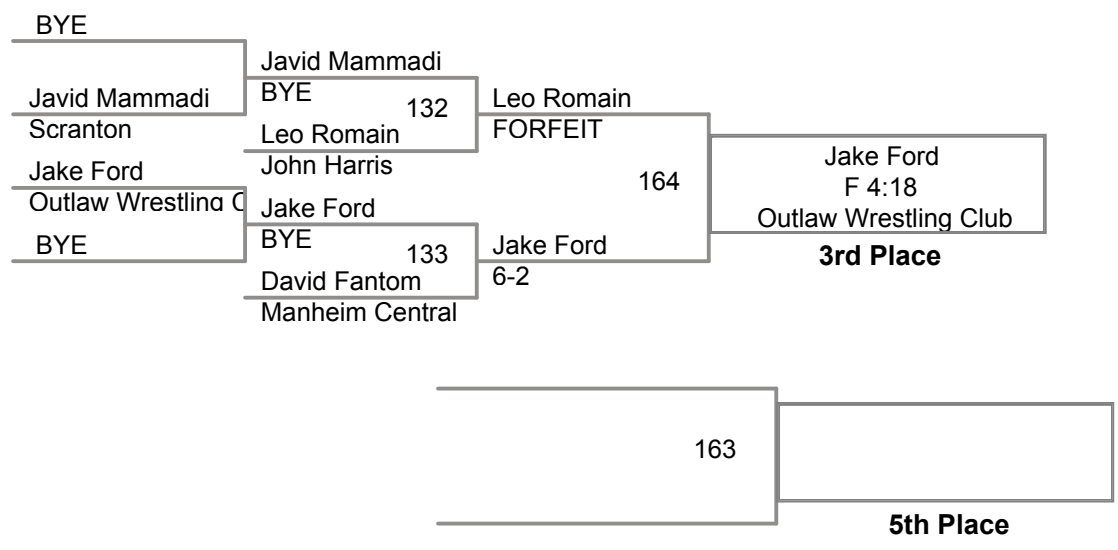 BYE
Javid Mammadi
Scranton
Jake Ford
Outlaw Wrestling C
BYE
Javid Mammadi
BYE
132
Leo Romain
John Harris
Jake Ford
BYE
133
David Fantom
Manheim Central
Leo Romain
FORFEIT
164
Jake Ford
6-2
Jake Ford
F 4:18
Outlaw Wrestling Club
3rd Place
163
5th Place